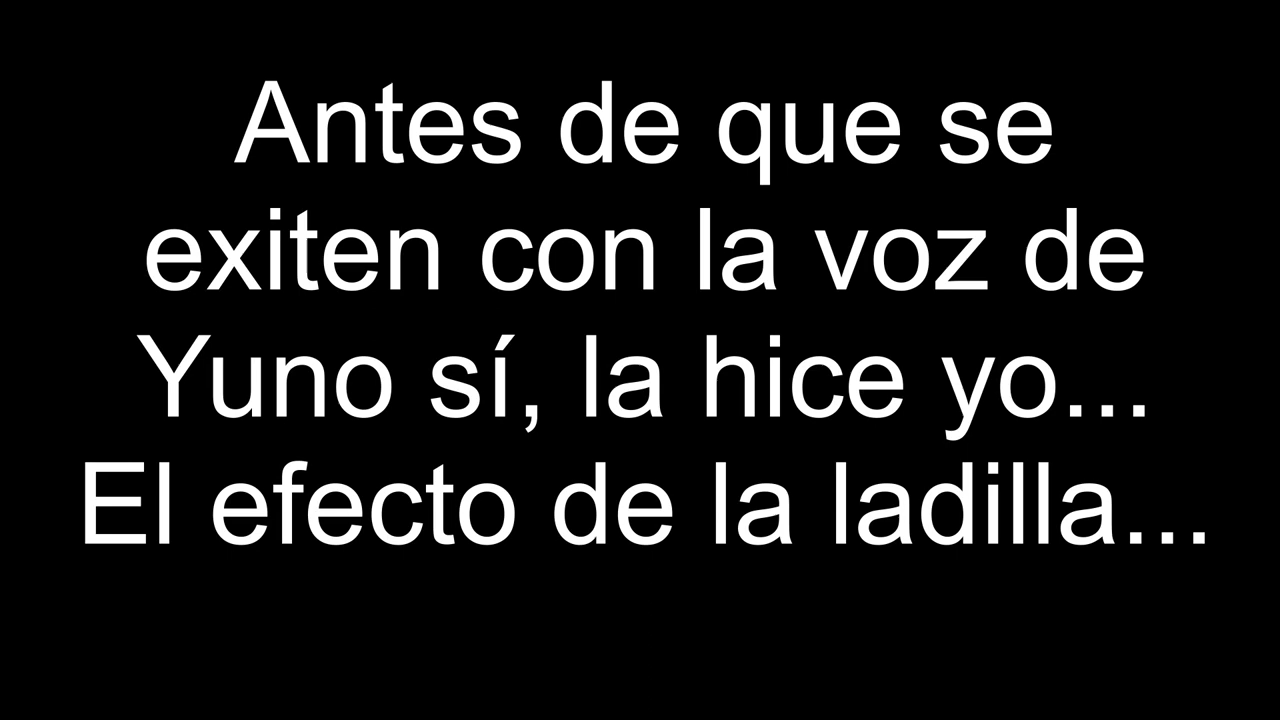 Antes de que se
exiten con la voz de
Yuno sí, la hice yo...
El efecto de la ladilla...